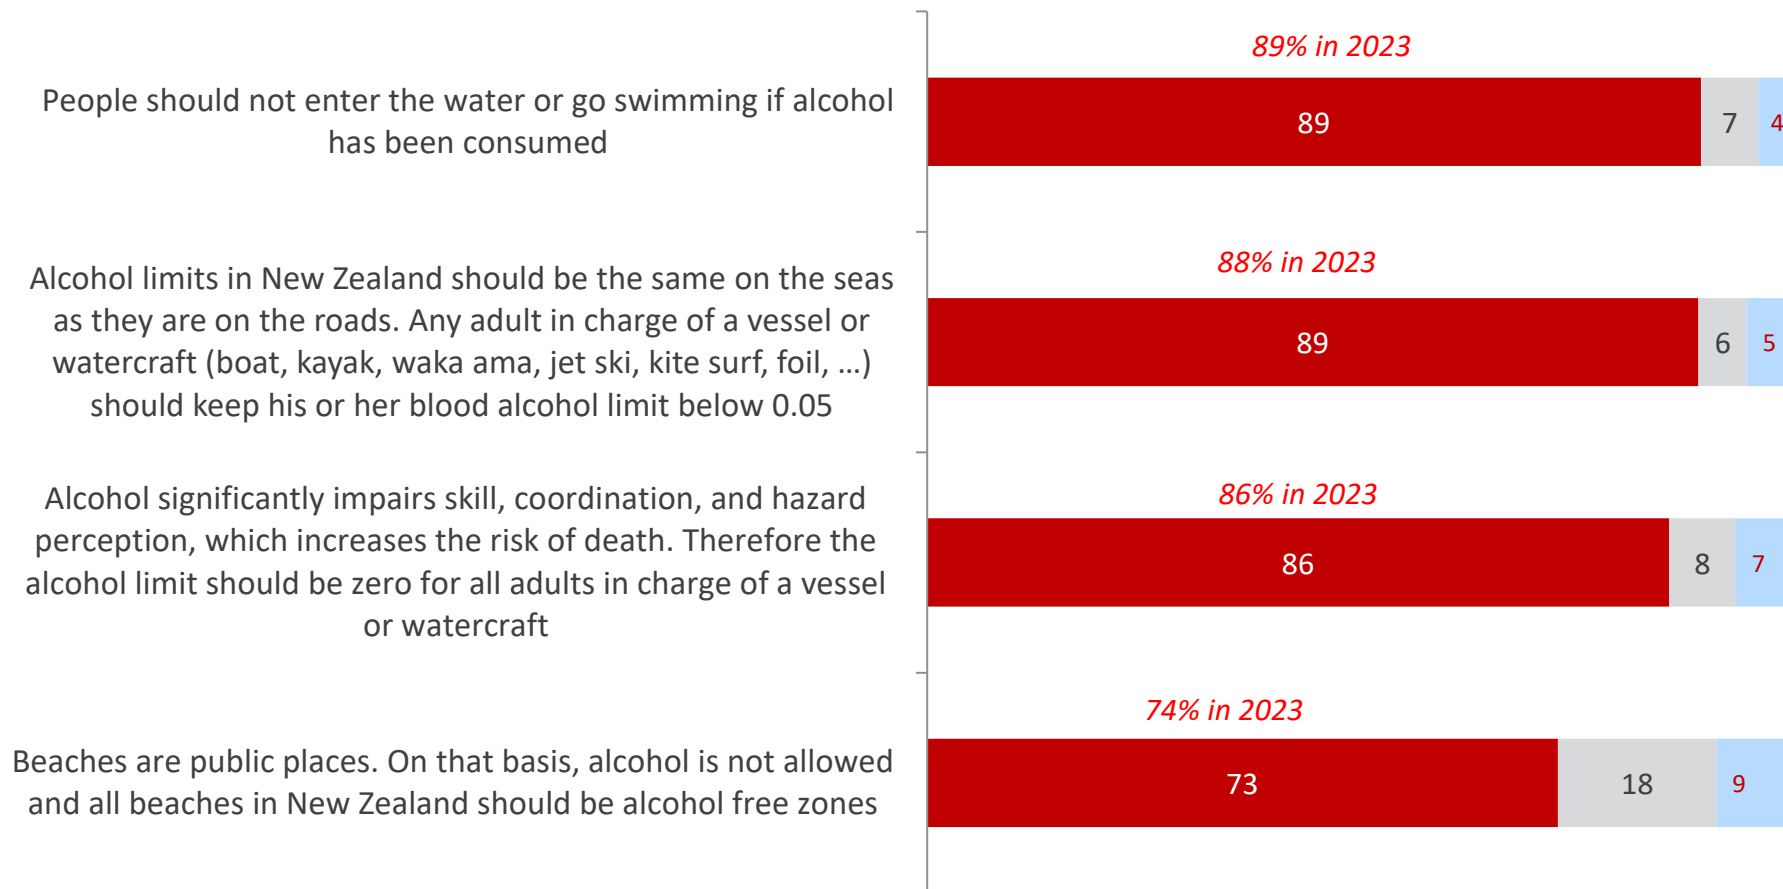 89% in 2023
People should not enter the water or go swimming if alcohol
has been consumed
89 7 4
88% in 2023
Alcohol limits in New Zealand should be the same on the seas
as they are on the roads. Any adult in charge of a vessel or
watercraft (boat, kayak, waka ama, jet ski, kite surf, foil, …)
should keep his or her blood alcohol limit below 0.05
89 6 5
86% in 2023
Alcohol significantly impairs skill, coordination, and hazard
perception, which increases the risk of death. Therefore the
alcohol limit should be zero for all adults in charge of a vessel
or watercraft
86 8 7
74% in 2023
Beaches are public places. On that basis, alcohol is not allowed
and all beaches in New Zealand should be alcohol free zones
73 18 9